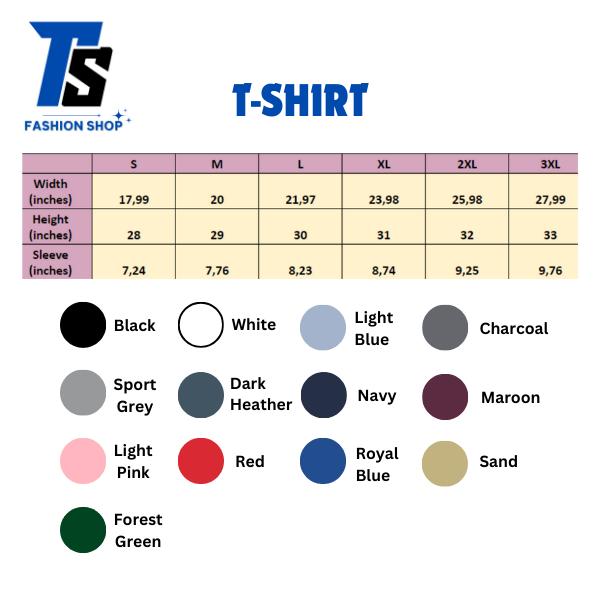 TS
FASHION SHOP
T-SHIRT
S M L XL 2XL 3XL
Width
(inches) 17,99 20 21,97 23,98 25,98 27,99
Height
(inches) 28 29 30 31 32 33
Sleeve
(inches) 7,24 7,76 8,23 8,74 9,25 9,76
Black
White
Light
Blue
Charcoal
Sport
Grey
Dark
Heather
Navy
Maroon
Light
Pink
Red
Royal
Blue
Sand
Forest
Green